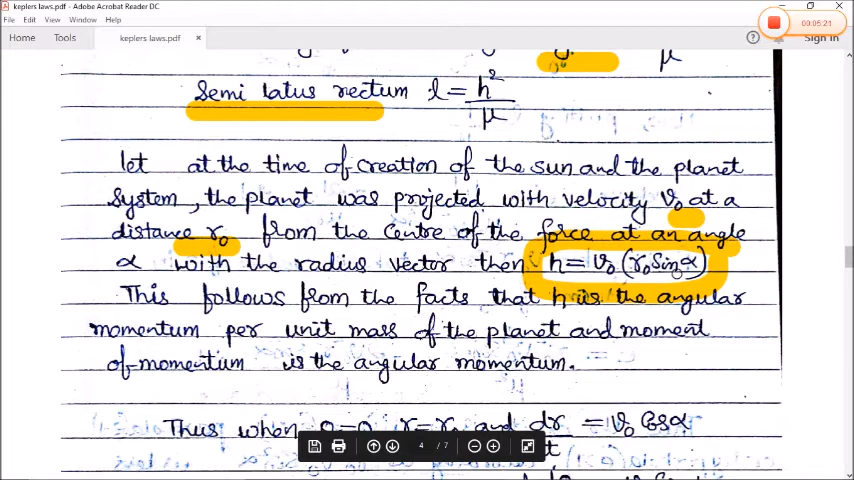 keplers laws.pdf - Adobe Acrobat Reader DC
File Edit View Window Help
Home Tools keplers laws.pdf × Sign In
00:05:21
μ
Semi latus rectum l = h²/μ
let at the time of creation of the sun and the planet
system, the planet was projected with velocity v₀ at a
distance r₀ from the centre of the force at an angle
α with the radius vector then h = v₀ (r₀ Sin α)
This follows from the facts that h is the angular
momentum per unit mass of the planet and moment
of-momentum is the angular momentum.
Thus when θ=0, r=r₀ and dr/dt = v₀ Cos α
4 / 7